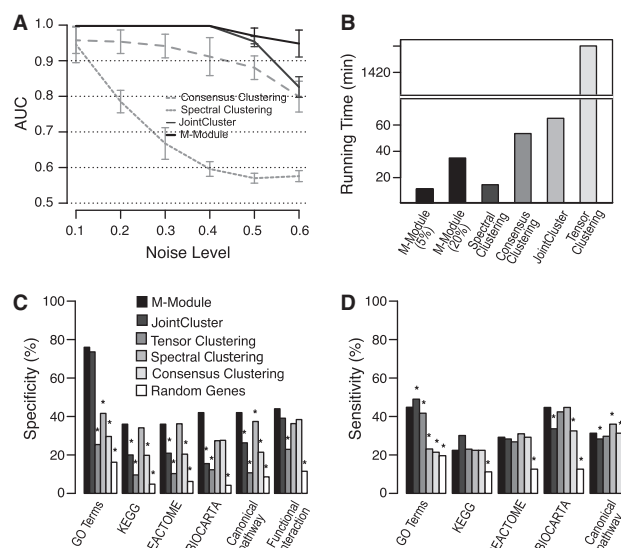 A
AUC
1.0
0.9
0.8
0.7
0.6
0.5
Consensus Clustering
Spectral Clustering
JointCluster
M-Module
0.1 0.2 0.3 0.4 0.5 0.6
Noise Level
B
Running Time (min)
1420
60
40
20
M-Module (5%)
M-Module (20%)
Spectral Clustering
Consensus Clustering
JointCluster
Tensor Clustering
C
Specificity (%)
100
80
60
40
20
0
M-Module
JointCluster
Tensor Clustering
Spectral Clustering
Consensus Clustering
Random Genes
* * * * * * * * * * * * * * * * * * * * *
GO Terms
KEGG
EACTOME
BIOCARTA
Canonical pathway
Functional nteraction
D
Sensitivity (%)
100
80
60
40
20
0
* * * * * * * * * * * * * *
GO Terms
KEGG
EACTOME
BIOCARTA
Canonical pathway